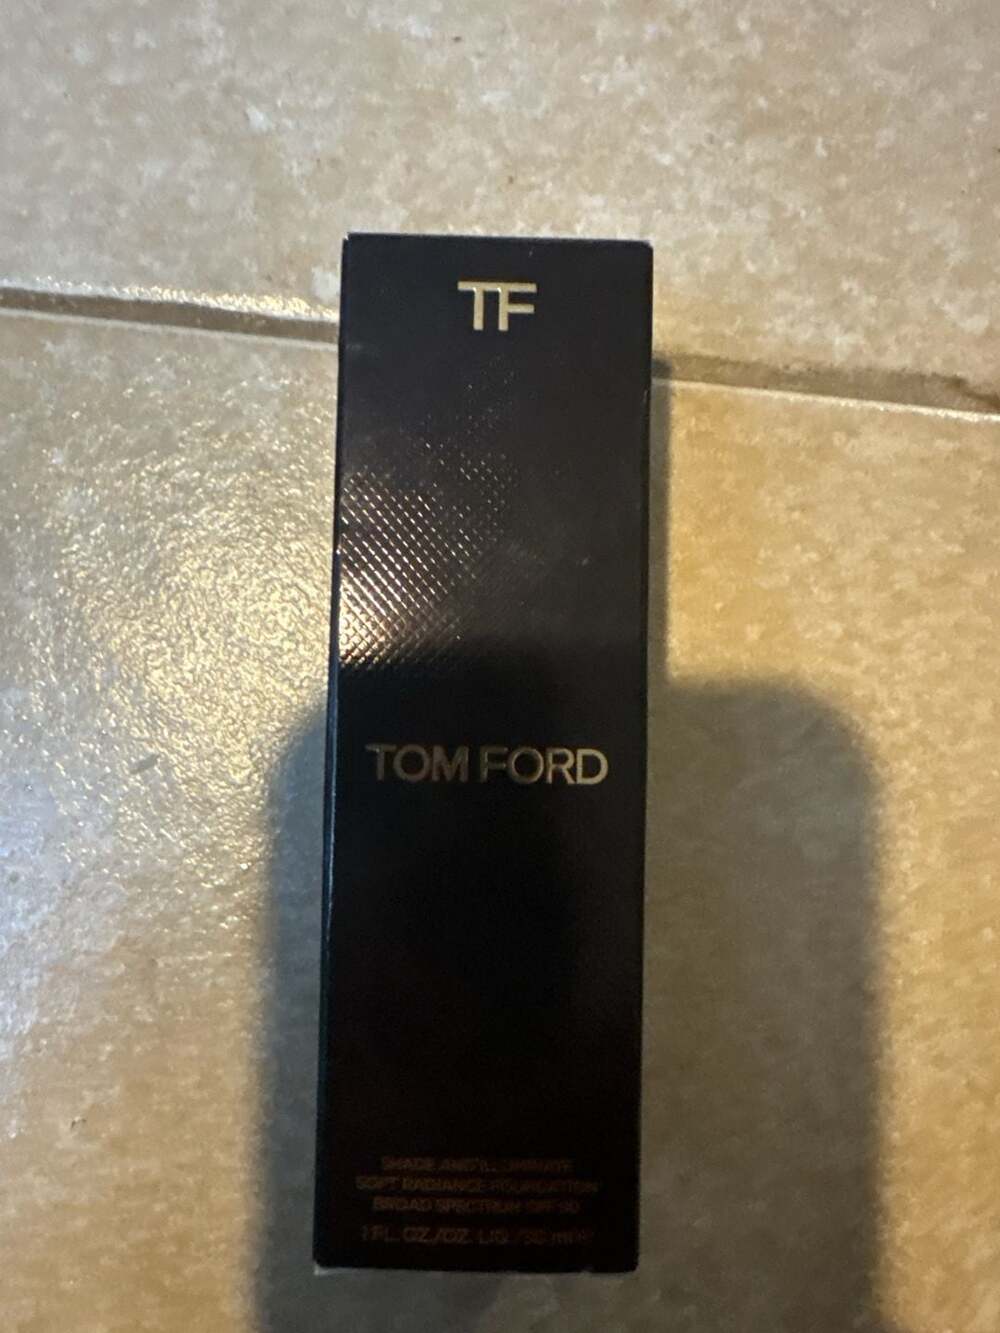 TF
TOM FORD
SHADE AND ILLUMINATE
SOFT RADIANCE FOUNDATION
BROAD SPECTRUM SPF 50
1 FL. OZ./OZ. LIQ./30 ml